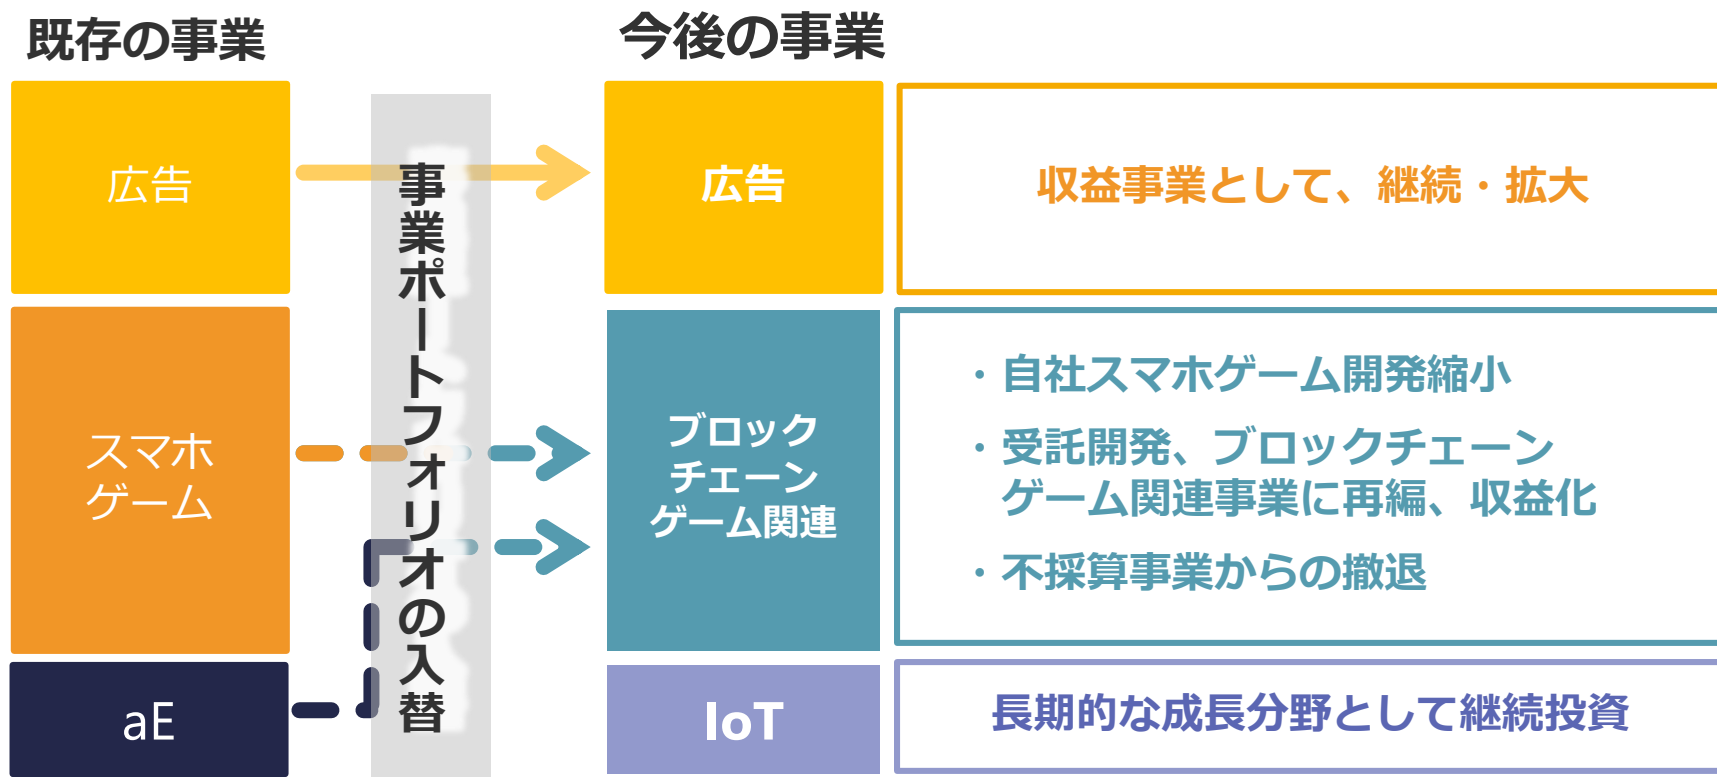 既存の事業
今後の事業
広告
スマホ
ゲーム
aE
事業ポートフォリオの入替
広告
収益事業として、継続・拡大
ブロック
チェーン
ゲーム関連
・自社スマホゲーム開発縮小
・受託開発、ブロックチェーン
ゲーム関連事業に再編、収益化
・不採算事業からの撤退
IoT
長期的な成長分野として継続投資